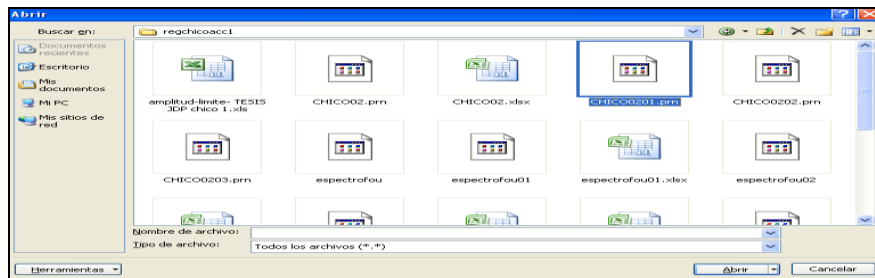 Abrir
Buscar en:
regchicoacc1
Documentos
recientes
Escritorio
Mis
documentos
Mi PC
Mis sitios de
red
amplitud-limite- TESIS
JDP chico 1.xls
CHICO02.prn
CHICO02.xlsx
CHICO0201.prn
CHICO0202.prn
CHICO0203.prn
espectrofou
espectrofou01
espectrofou01.xlsx
espectrofou02
Nombre de archivo:
Tipo de archivo:
Todos los archivos (*.*)
Herramientas
Abrir
Cancelar